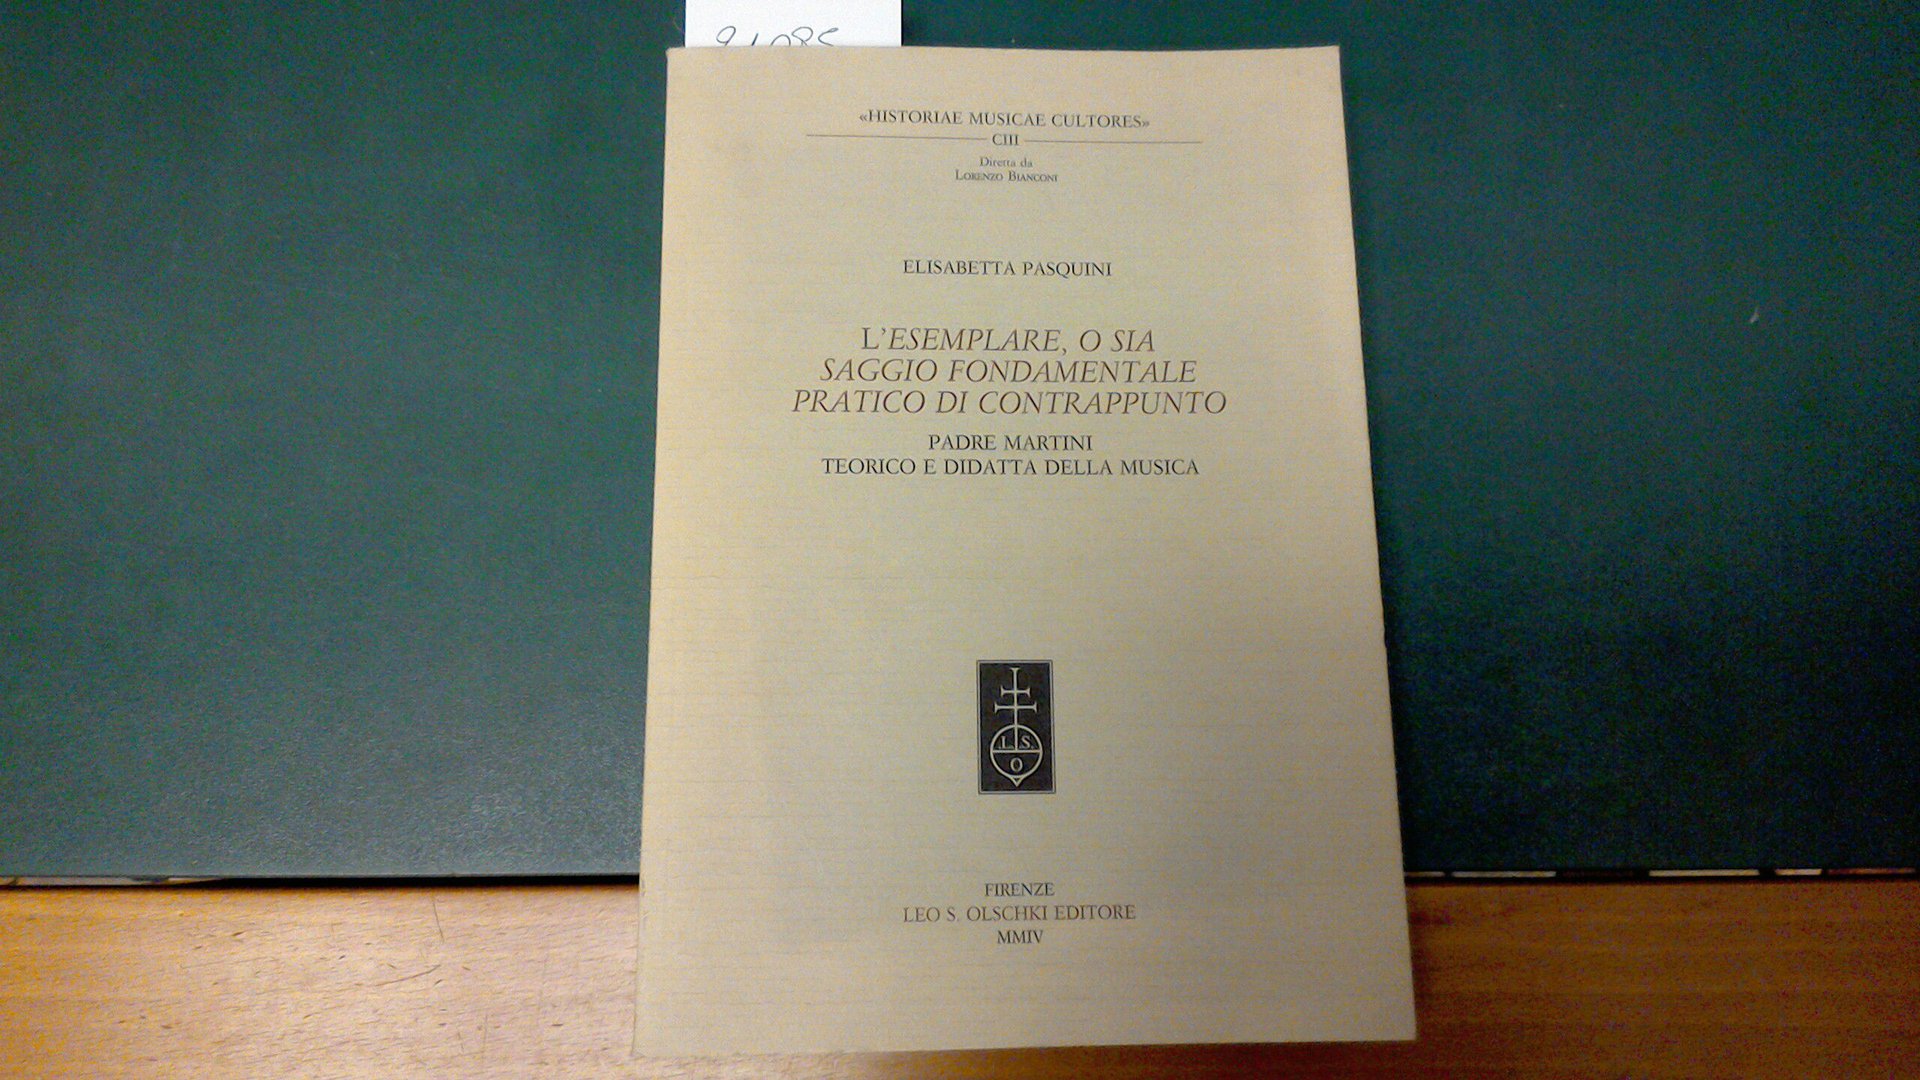 «HISTORIAE MUSICAE CULTORES»
CIII
Diretta da
LORENZO BIANCONI
ELISABETTA PASQUINI
L'ESEMPLARE, O SIA
SAGGIO FONDAMENTALE
PRATICO DI CONTRAPPUNTO
PADRE MARTINI
TEORICO E DIDATTA DELLA MUSICA
L. S.
O
FIRENZE
LEO S. OLSCHKI EDITORE
MMIV